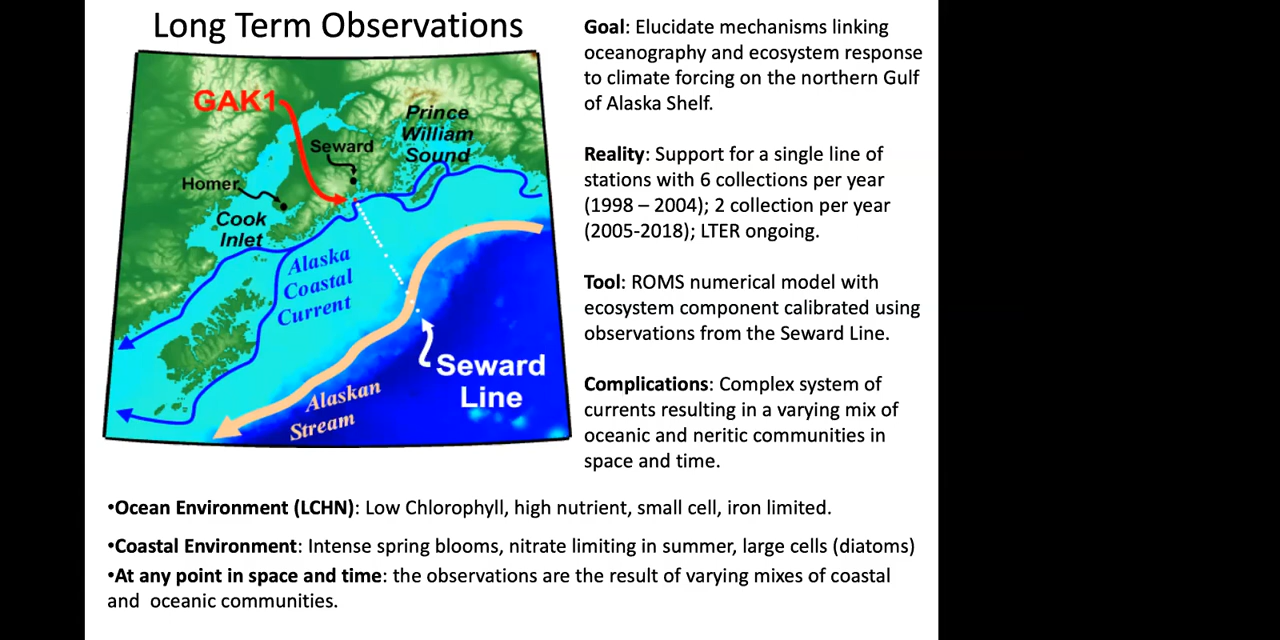 Long Term Observations
GAK1
Prince
William
Sound
Seward
Homer
Cook
Inlet
Alaska
Coastal
Current
Seward
Line
Alaskan
Stream
Goal: Elucidate mechanisms linking
oceanography and ecosystem response
to climate forcing on the northern Gulf
of Alaska Shelf.
Reality: Support for a single line of
stations with 6 collections per year
(1998 – 2004); 2 collection per year
(2005-2018); LTER ongoing.
Tool: ROMS numerical model with
ecosystem component calibrated using
observations from the Seward Line.
Complications: Complex system of
currents resulting in a varying mix of
oceanic and neritic communities in
space and time.
•Ocean Environment (LCHN): Low Chlorophyll, high nutrient, small cell, iron limited.
•Coastal Environment: Intense spring blooms, nitrate limiting in summer, large cells (diatoms)
•At any point in space and time: the observations are the result of varying mixes of coastal
and  oceanic communities.